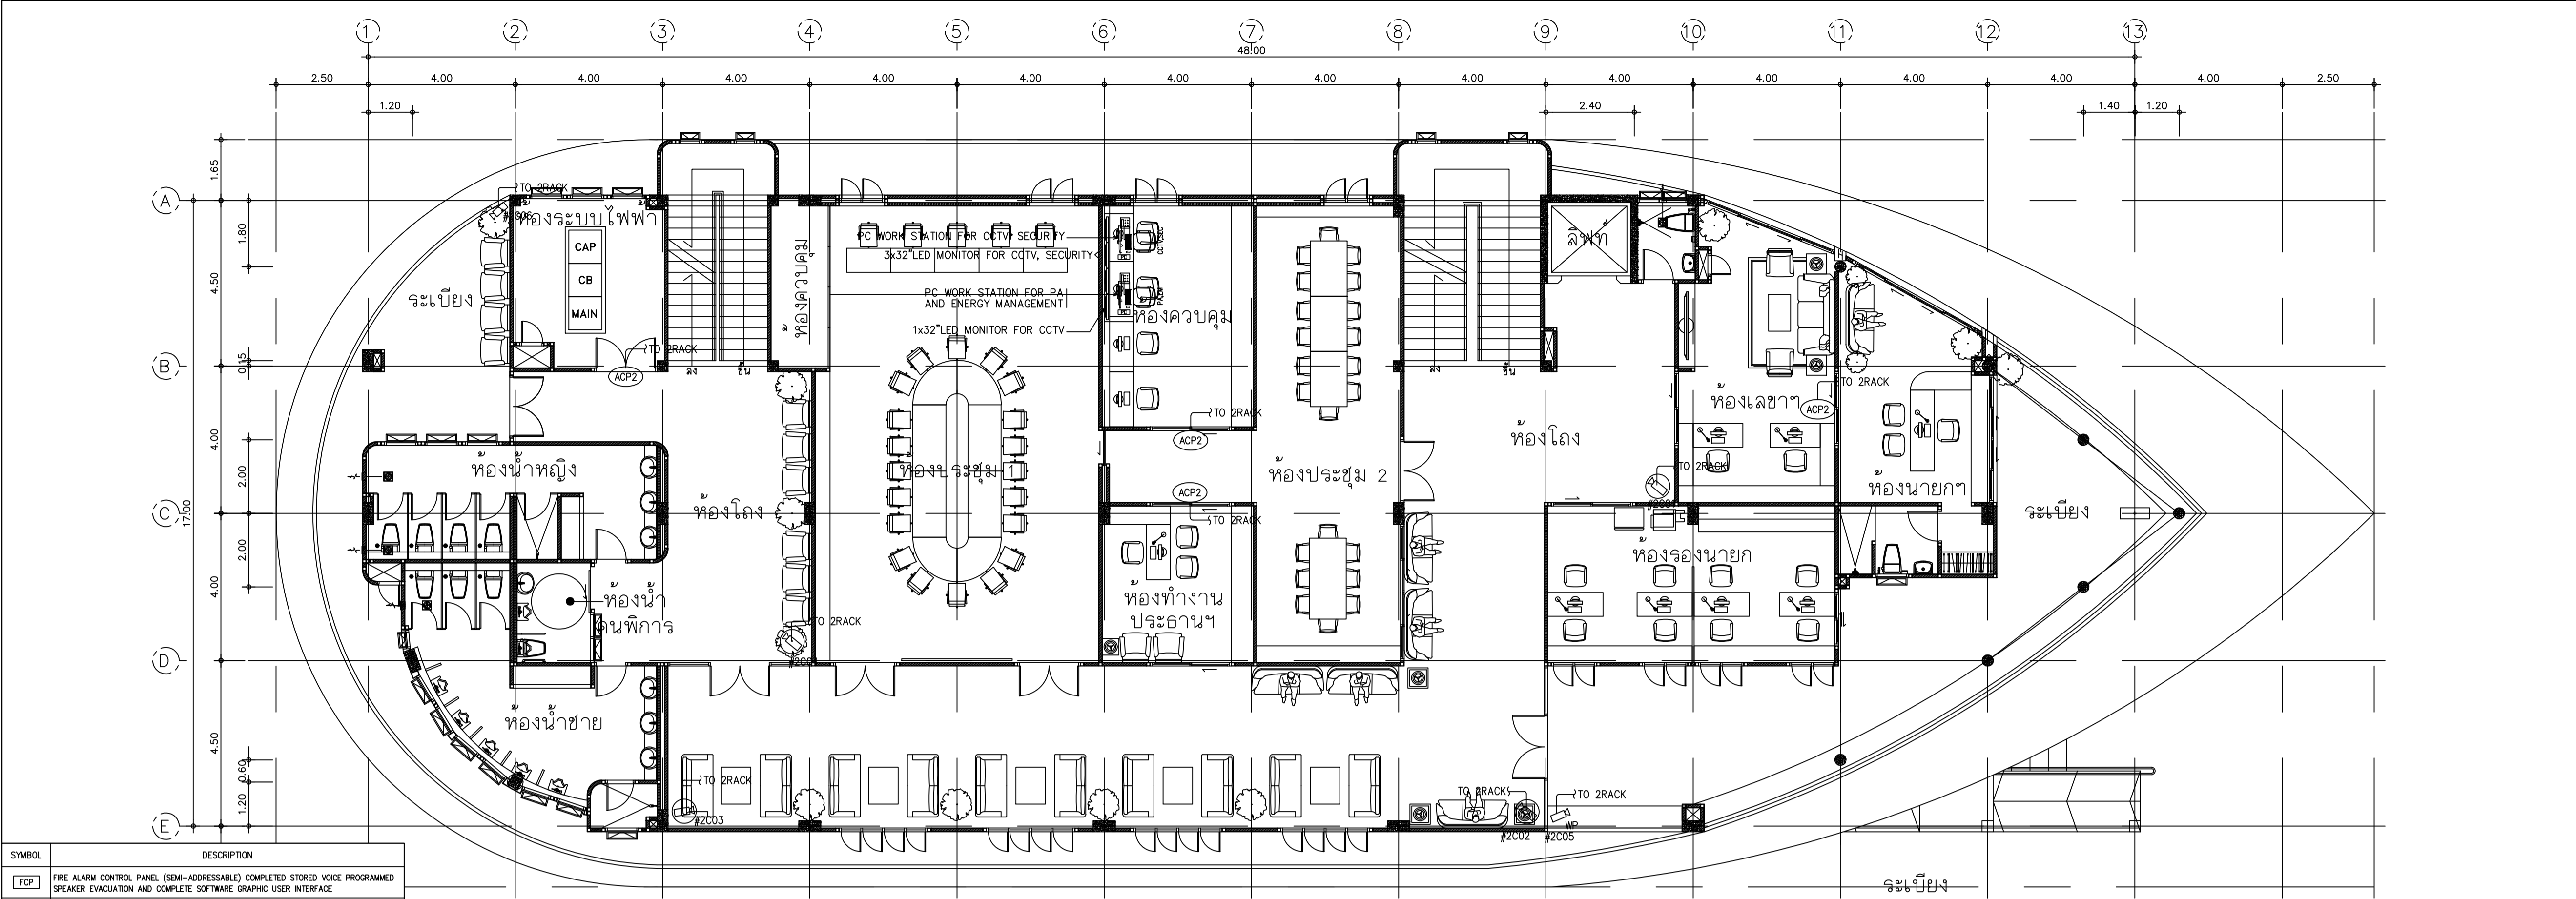 1 2 3 4 5 6 7 8 9 10 11 12 13
48.00
2.50 4.00 4.00 4.00 4.00 4.00 4.00 4.00 4.00 4.00 4.00 4.00 4.00 4.00 2.50
1.20 2.40 1.40 1.20
1.65
A
TO 2RACK
#2C06
ห้องระบบไฟฟ้า
1.80
4.50
CAP
CB
MAIN
ระเบียง
ห้องควบคุม
PC WORK STATION FOR CCTV SECURITY
3x32"LED MONITOR FOR CCTV, SECURITY
PC WORK STATION FOR PA
AND ENERGY MANAGEMENT
1x32"LED MONITOR FOR CCTV
ห้องควบคุม
ลิฟท์
TO 2RACK
0.15
B
ACP2
ลง ขึ้น
ลง ขึ้น
TO 2RACK
ห้องเลขาฯ
ACP2
TO 2RACK
ACP2
4.00
2.00
ห้องน้ำหญิง
ห้องประชุม 1
ห้องประชุม 2
ห้องโถง
TO 2RACK
ห้องนายกฯ
ACP2
C
17.00
ห้องโถง
TO 2RACK
ระเบียง
2.00
4.00
ห้องรองนายก
ห้องน้ำ
คนพิการ
ห้องทำงาน
ประธานฯ
TO 2RACK
D
ห้องน้ำชาย
4.50
0.60
1.20
TO 2RACK
#2C03
TO 2RACK
TO 2RACK
WP
#2C02 #2C05
E
ระเบียง
SYMBOL DESCRIPTION
FCP FIRE ALARM CONTROL PANEL (SEMI-ADDRESSABLE) COMPLETED STORED VOICE PROGRAMMED
SPEAKER EVACUATION AND COMPLETE SOFTWARE GRAPHIC USER INTERFACE